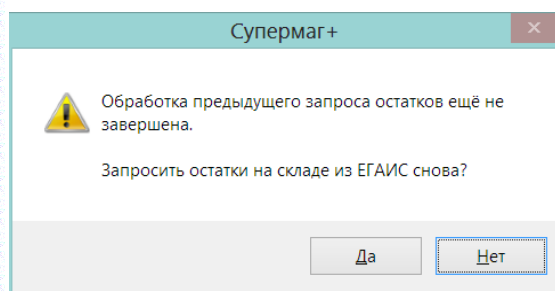 Супермаг+
Обработка предыдущего запроса остатков ещё не
завершена.
Запросить остатки на складе из ЕГАИС снова?
Да
Нет